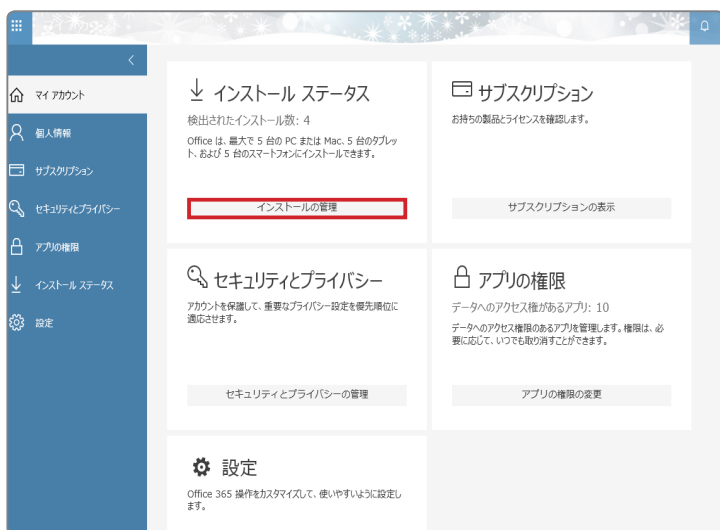 マイ アカウント
マイ アカウント
個人情報
サブスクリプション
セキュリティとプライバシー
アプリの権限
インストール ステータス
設定
インストール ステータス
検出されたインストール数: 4
Office は、最大で 5 台の PC または Mac、5 台のタブレッ
ト、および 5 台のスマートフォンにインストールできます。
インストールの管理
サブスクリプション
お持ちの製品とライセンスを確認します。
サブスクリプションの表示
セキュリティとプライバシー
アカウントを保護して、重要なプライバシー設定を優先順位に
適応させます。
セキュリティとプライバシーの管理
アプリの権限
データへのアクセス権があるアプリ: 10
データへのアクセス権限のあるアプリを管理します。権限は、必
要に応じて、いつでも取り消すことができます。
アプリの権限の変更
設定
Office 365 操作をカスタマイズして、使いやすいように設定し
ます。